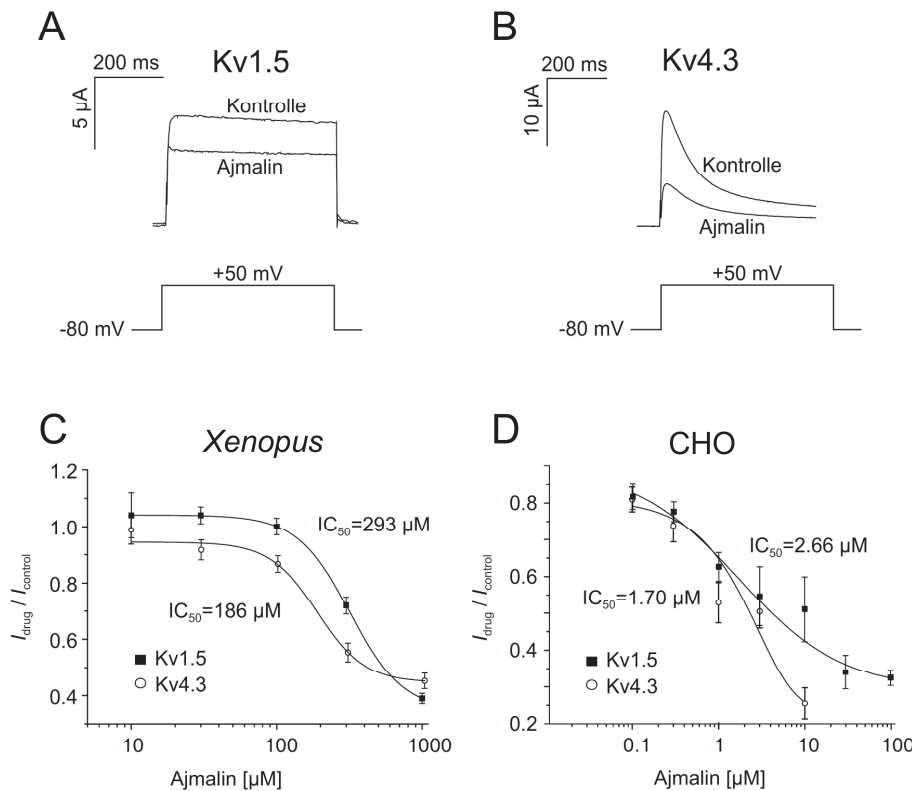 A
200 ms
Kv1.5
5 µA
Kontrolle
Ajmalin
+50 mV
-80 mV
B
200 ms
Kv4.3
10 µA
Kontrolle
Ajmalin
+50 mV
-80 mV
C
Xenopus
1.2
1.0
0.8
0.6
0.4
I drug / I control
IC50=293 µM
IC50=186 µM
Kv1.5
Kv4.3
10
100
1000
Ajmalin [µM]
D
CHO
0.8
0.6
0.4
0.2
I drug / I control
IC50=2.66 µM
IC50=1.70 µM
Kv1.5
Kv4.3
0.1
1
10
100
Ajmalin [µM]